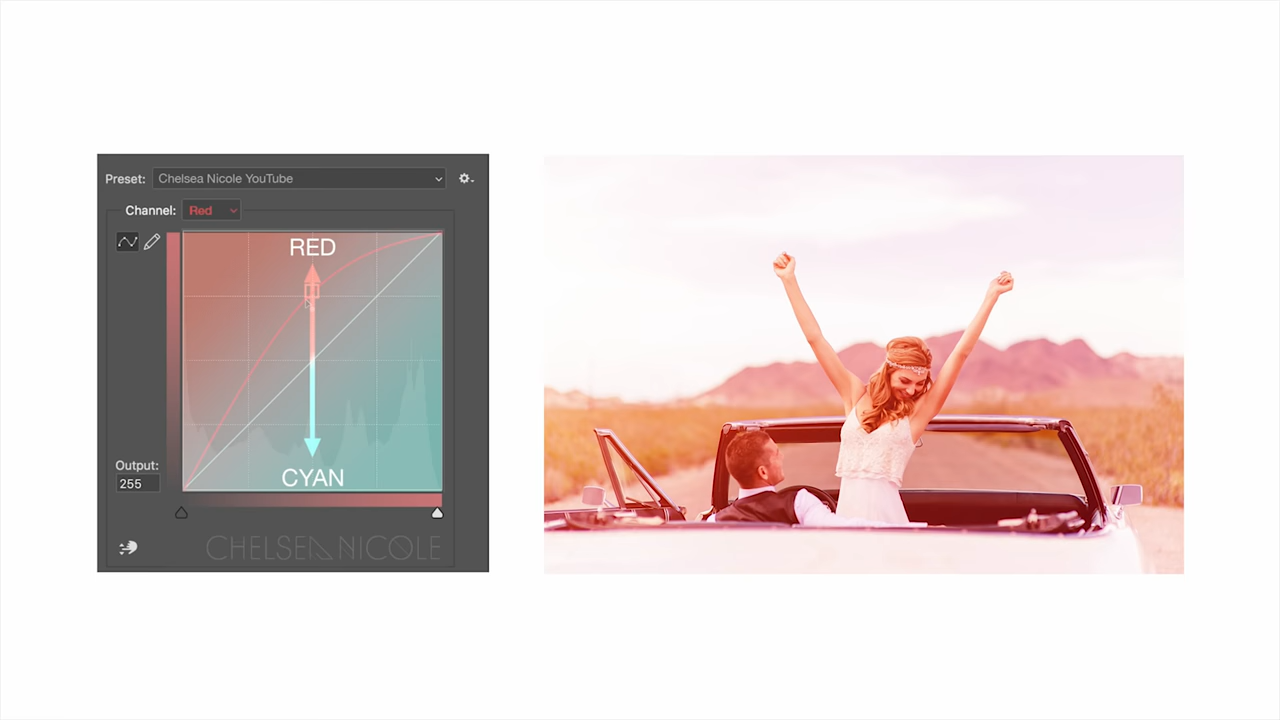 Preset: Chelsea Nicole YouTube
Channel: Red
RED
CYAN
Output:
255
CHELSEA NICOLE